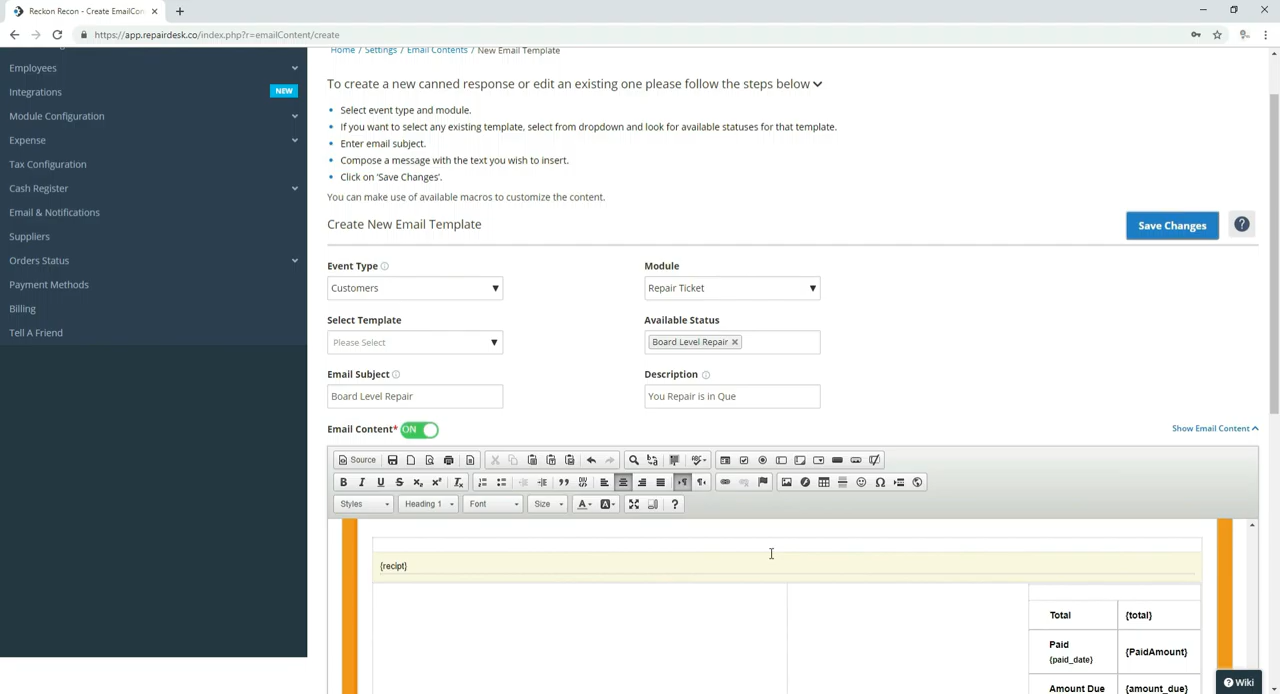 Reckon Recon - Create EmailCon
https://app.repairdesk.co/index.php?r=emailContent/create
Employees
Integrations NEW
Module Configuration
Expense
Tax Configuration
Cash Register
Email & Notifications
Suppliers
Orders Status
Payment Methods
Billing
Tell A Friend
Home / Settings / Email Contents / New Email Template
To create a new canned response or edit an existing one please follow the steps below
Select event type and module.
If you want to select any existing template, select from dropdown and look for available statuses for that template.
Enter email subject.
Compose a message with the text you wish to insert.
Click on 'Save Changes'.
You can make use of available macros to customize the content.
Create New Email Template
Save Changes
Event Type
Module
Customers
Repair Ticket
Select Template
Available Status
Please Select
Board Level Repair
Email Subject
Description
Board Level Repair
You Repair is in Que
Email Content* ON
Show Email Content
Source
Styles Heading 1 Font Size
{recipt}
Total {total}
Paid {PaidAmount}
{paid_date}
Amount Due {amount_due}
Wiki